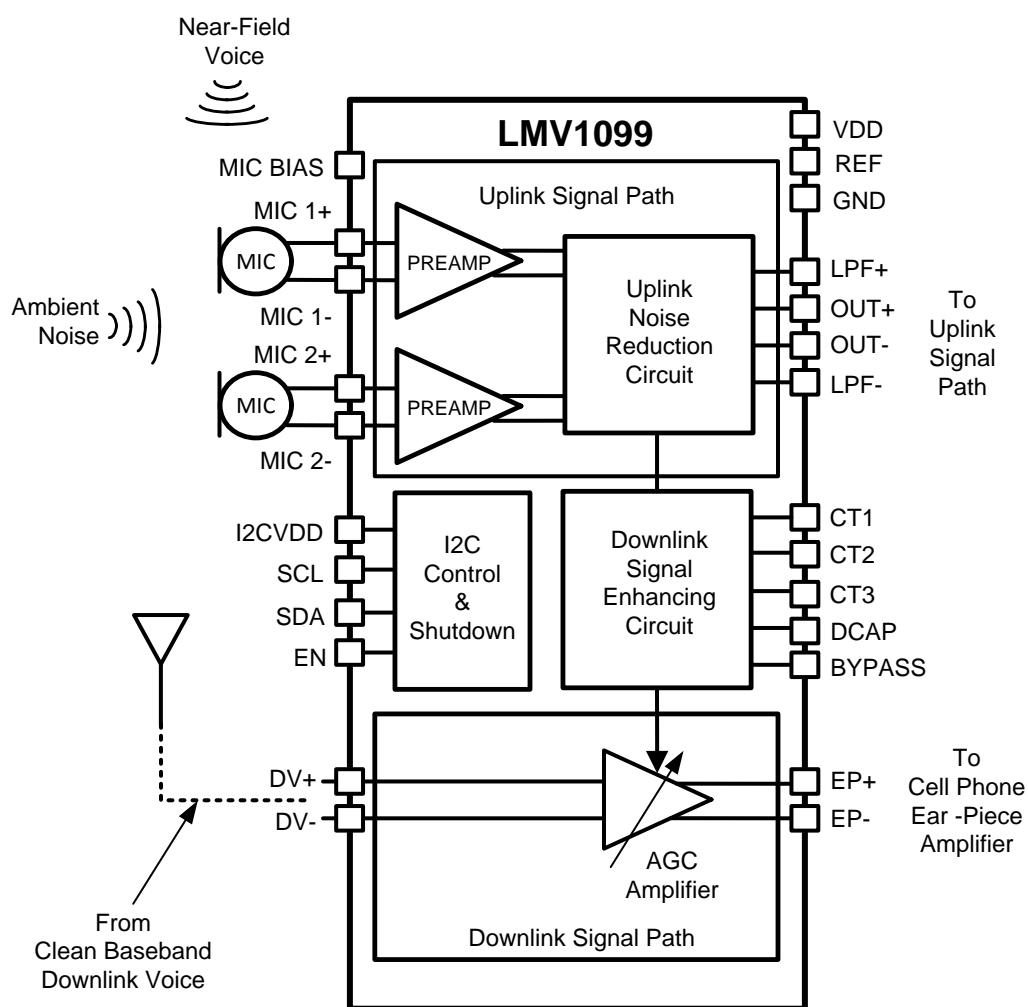 Near-Field
Voice
LMV1099
VDD
REF
GND
MIC BIAS
Uplink Signal Path
MIC 1+
MIC
MIC 1-
PREAMP
Uplink
Noise
Reduction
Circuit
LPF+
OUT+
OUT-
LPF-
To
Uplink
Signal
Path
Ambient
Noise
MIC 2+
MIC
MIC 2-
PREAMP
I2CVDD
SCL
SDA
EN
I2C
Control
&
Shutdown
Downlink
Signal
Enhancing
Circuit
CT1
CT2
CT3
DCAP
BYPASS
DV+
DV-
EP+
EP-
To
Cell Phone
Ear -Piece
Amplifier
AGC
Amplifier
Downlink Signal Path
From
Clean Baseband
Downlink Voice